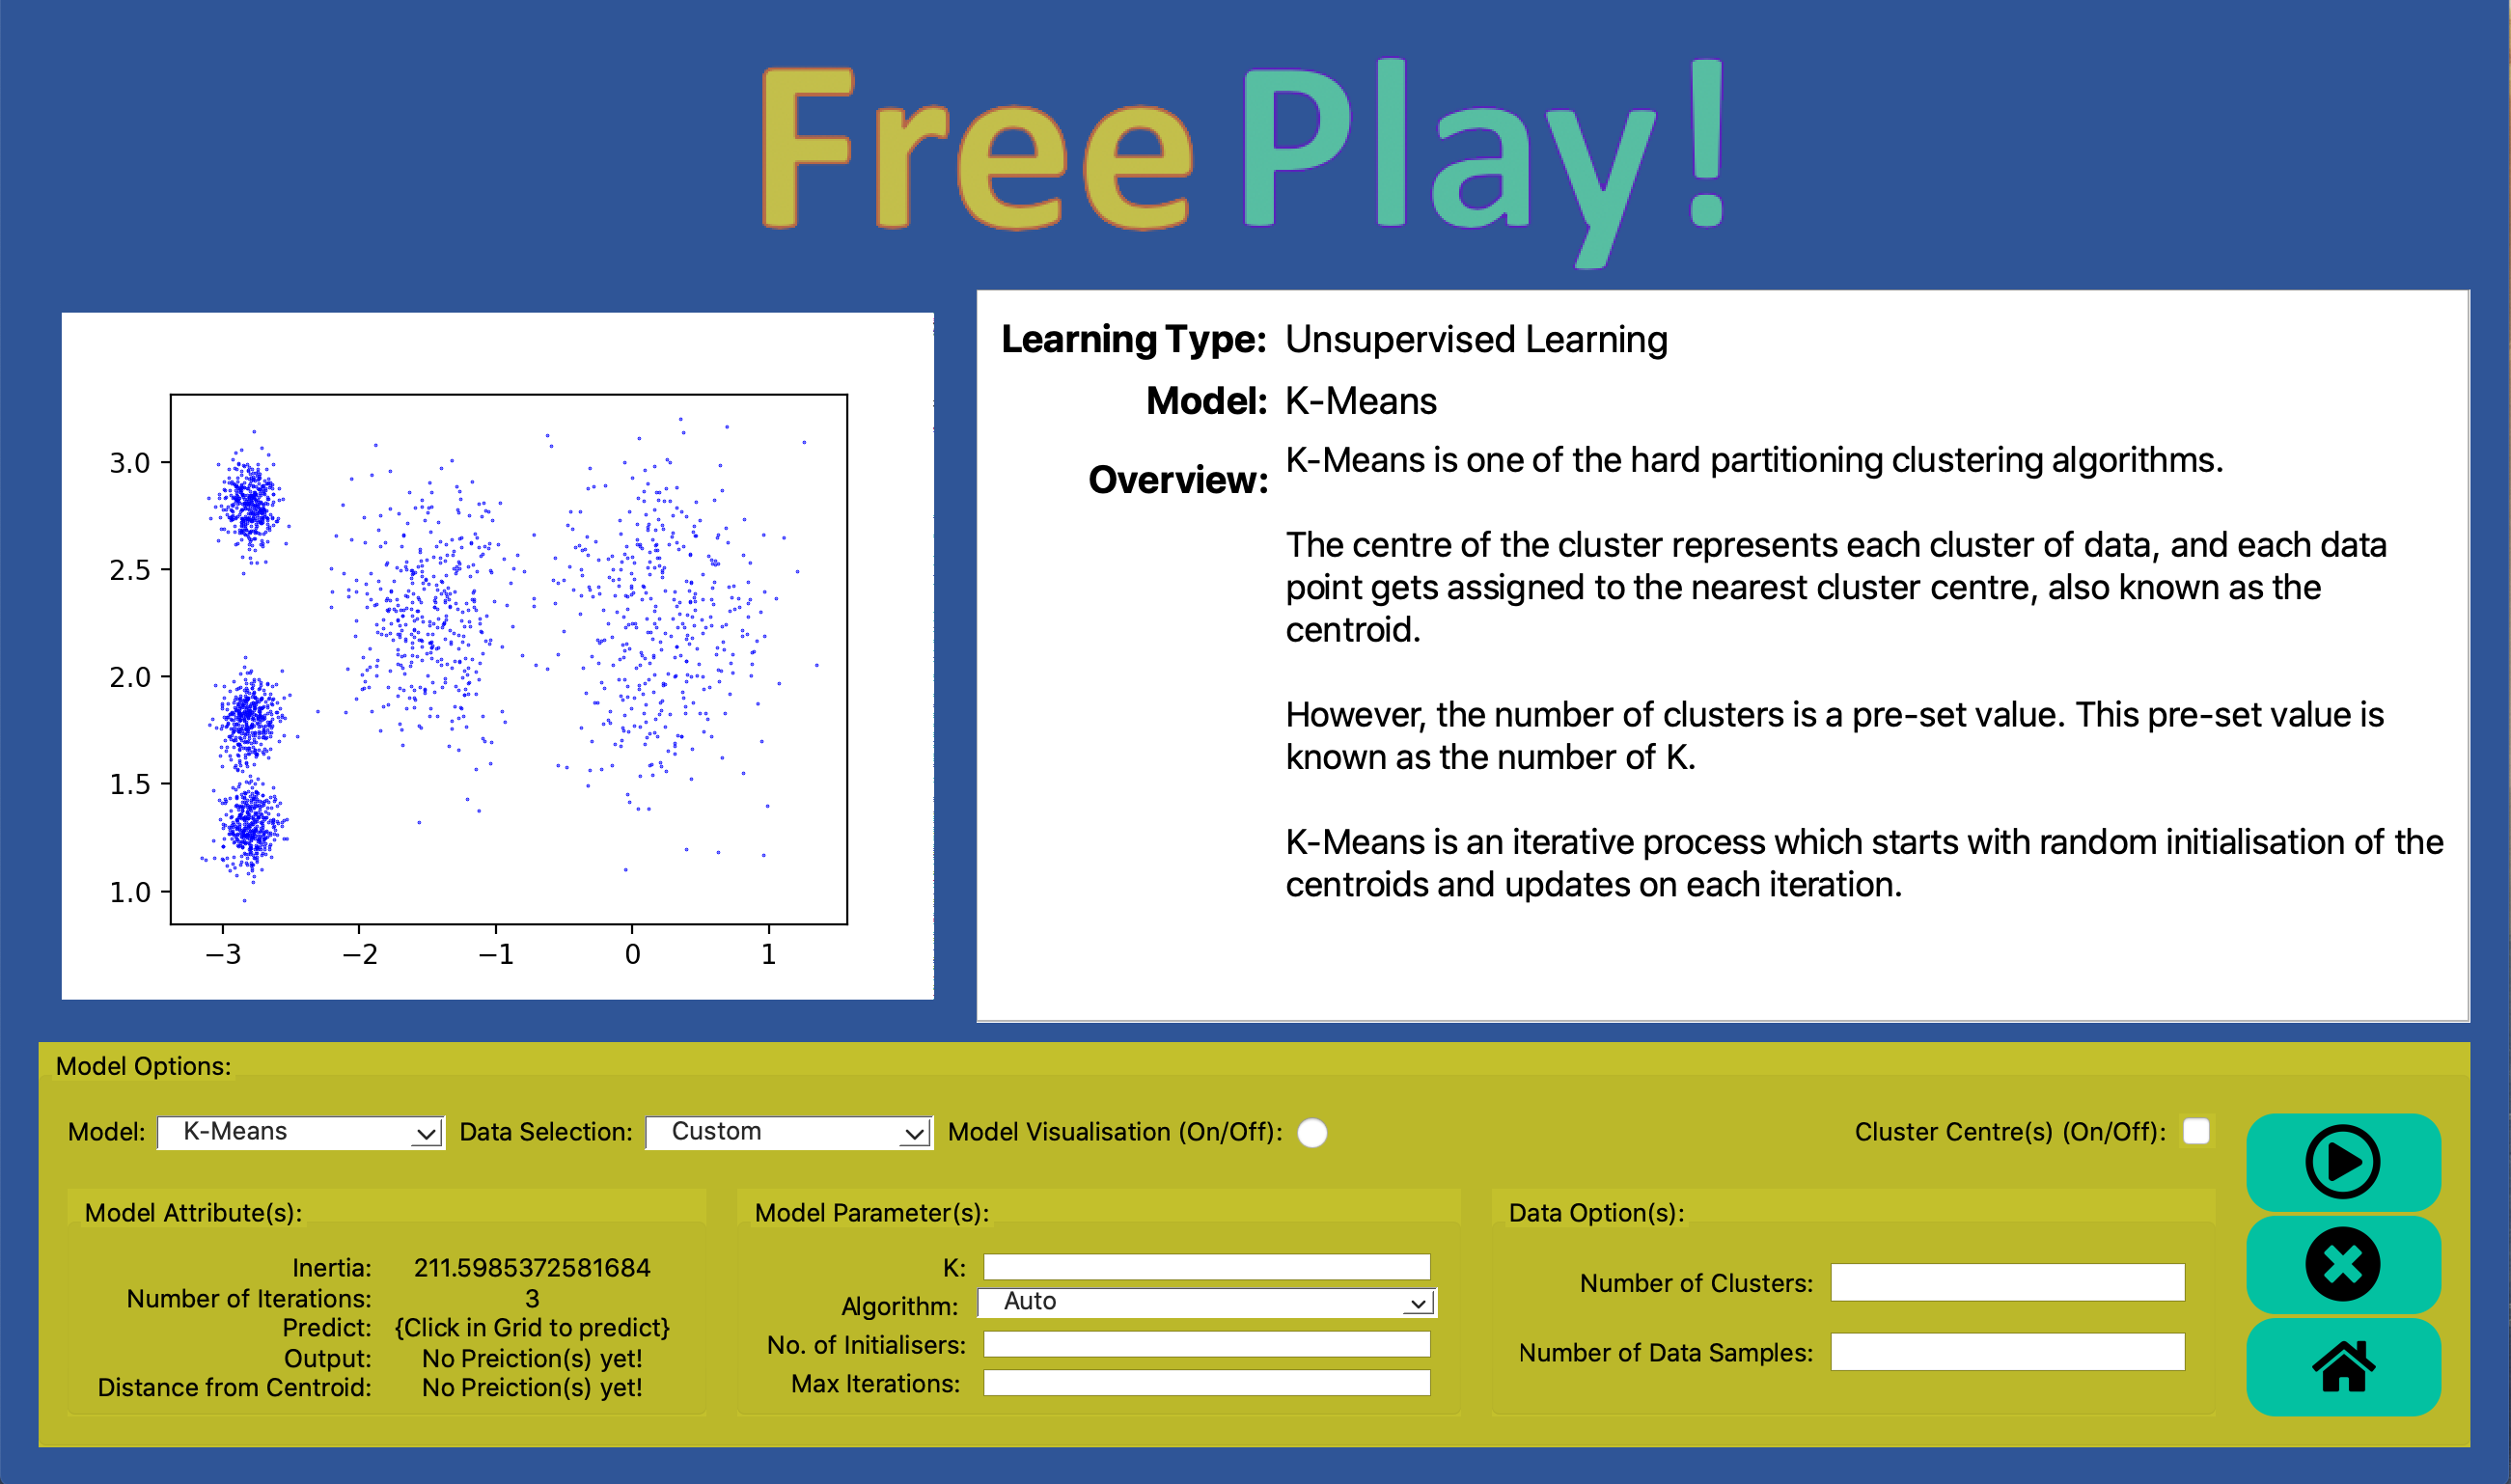 Free Play!
3.0
2.5
2.0
1.5
1.0
−3 −2 −1 0 1
Learning Type: Unsupervised Learning
Model: K-Means
Overview: K-Means is one of the hard partitioning clustering algorithms.
The centre of the cluster represents each cluster of data, and each data
point gets assigned to the nearest cluster centre, also known as the
centroid.
However, the number of clusters is a pre-set value. This pre-set value is
known as the number of K.
K-Means is an iterative process which starts with random initialisation of the
centroids and updates on each iteration.
Model Options:
Model: K-Means Data Selection: Custom Model Visualisation (On/Off): Cluster Centre(s) (On/Off):
Model Attribute(s):
Inertia: 211.5985372581684
Number of Iterations: 3
Predict: {Click in Grid to predict}
Output: No Preiction(s) yet!
Distance from Centroid: No Preiction(s) yet!
Model Parameter(s):
K:
Algorithm: Auto
No. of Initialisers:
Max Iterations:
Data Option(s):
Number of Clusters:
Number of Data Samples: